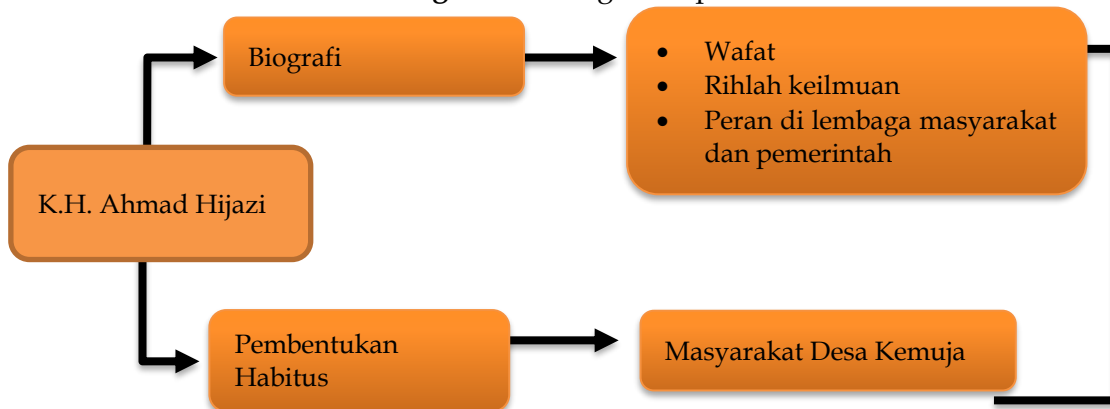 Biografi
• Wafat
• Rihlah keilmuan
• Peran di lembaga masyarakat
dan pemerintah
K.H. Ahmad Hijazi
Pembentukan
Habitus
Masyarakat Desa Kemuja